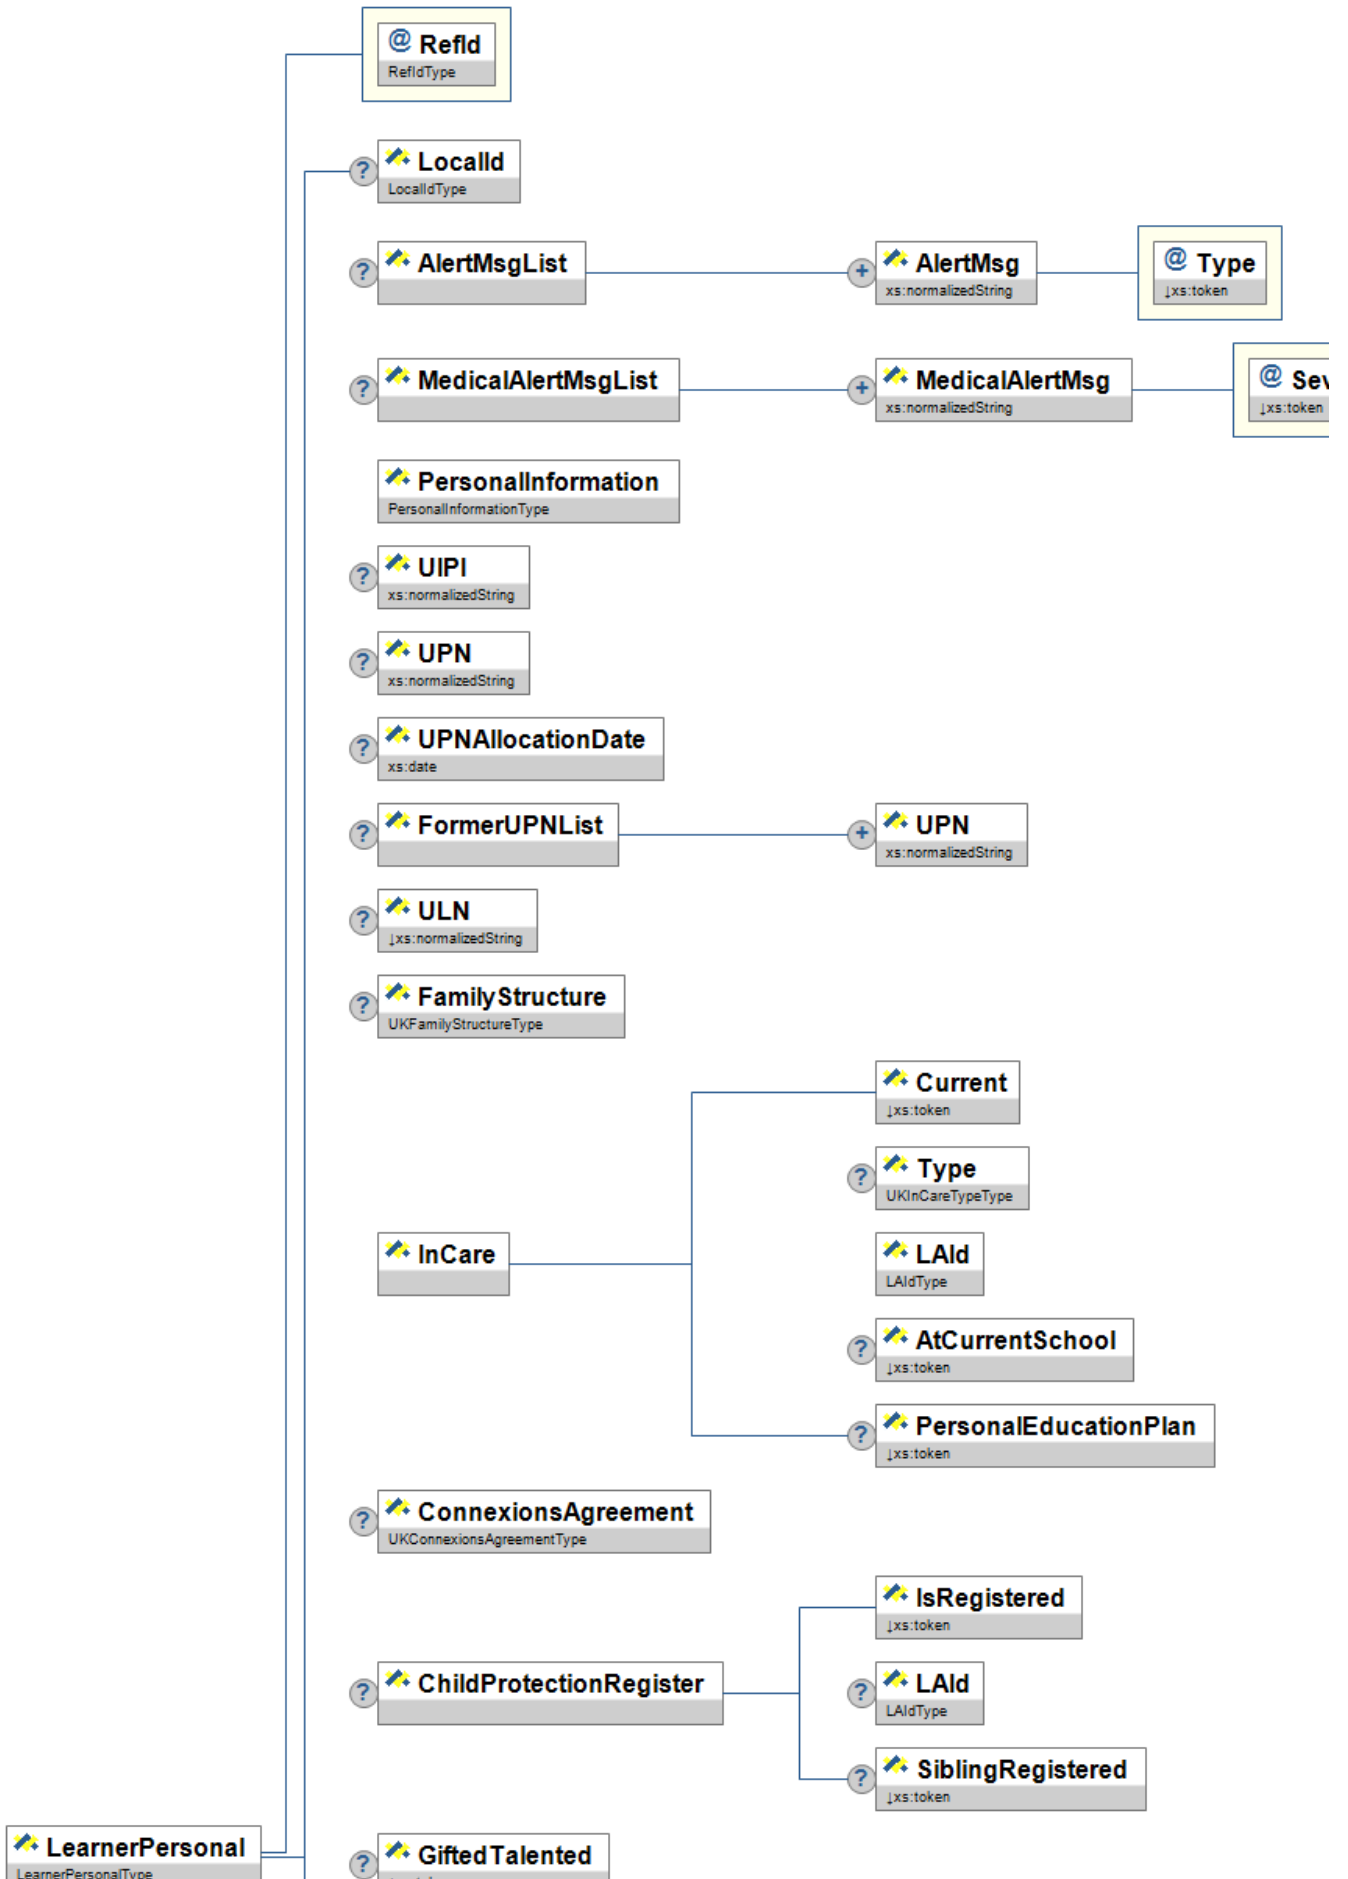 @ RefId
RefIdType
? LocalId
LocalIdType
? AlertMsgList
+ AlertMsg
xs:normalizedString
@ Type
↓xs:token
? MedicalAlertMsgList
+ MedicalAlertMsg
xs:normalizedString
@ Sev
↓xs:token
PersonalInformation
PersonalInformationType
? UIPI
xs:normalizedString
? UPN
xs:normalizedString
? UPNAllocationDate
xs:date
? FormerUPNList
+ UPN
xs:normalizedString
? ULN
↓xs:normalizedString
? FamilyStructure
UKFamilyStructureType
InCare
Current
↓xs:token
? Type
UKInCareTypeType
LAId
LAIdType
? AtCurrentSchool
↓xs:token
? PersonalEducationPlan
↓xs:token
? ConnexionsAgreement
UKConnexionsAgreementType
? ChildProtectionRegister
IsRegistered
↓xs:token
? LAId
LAIdType
? SiblingRegistered
↓xs:token
LearnerPersonal
LearnerPersonalType
? GiftedTalented